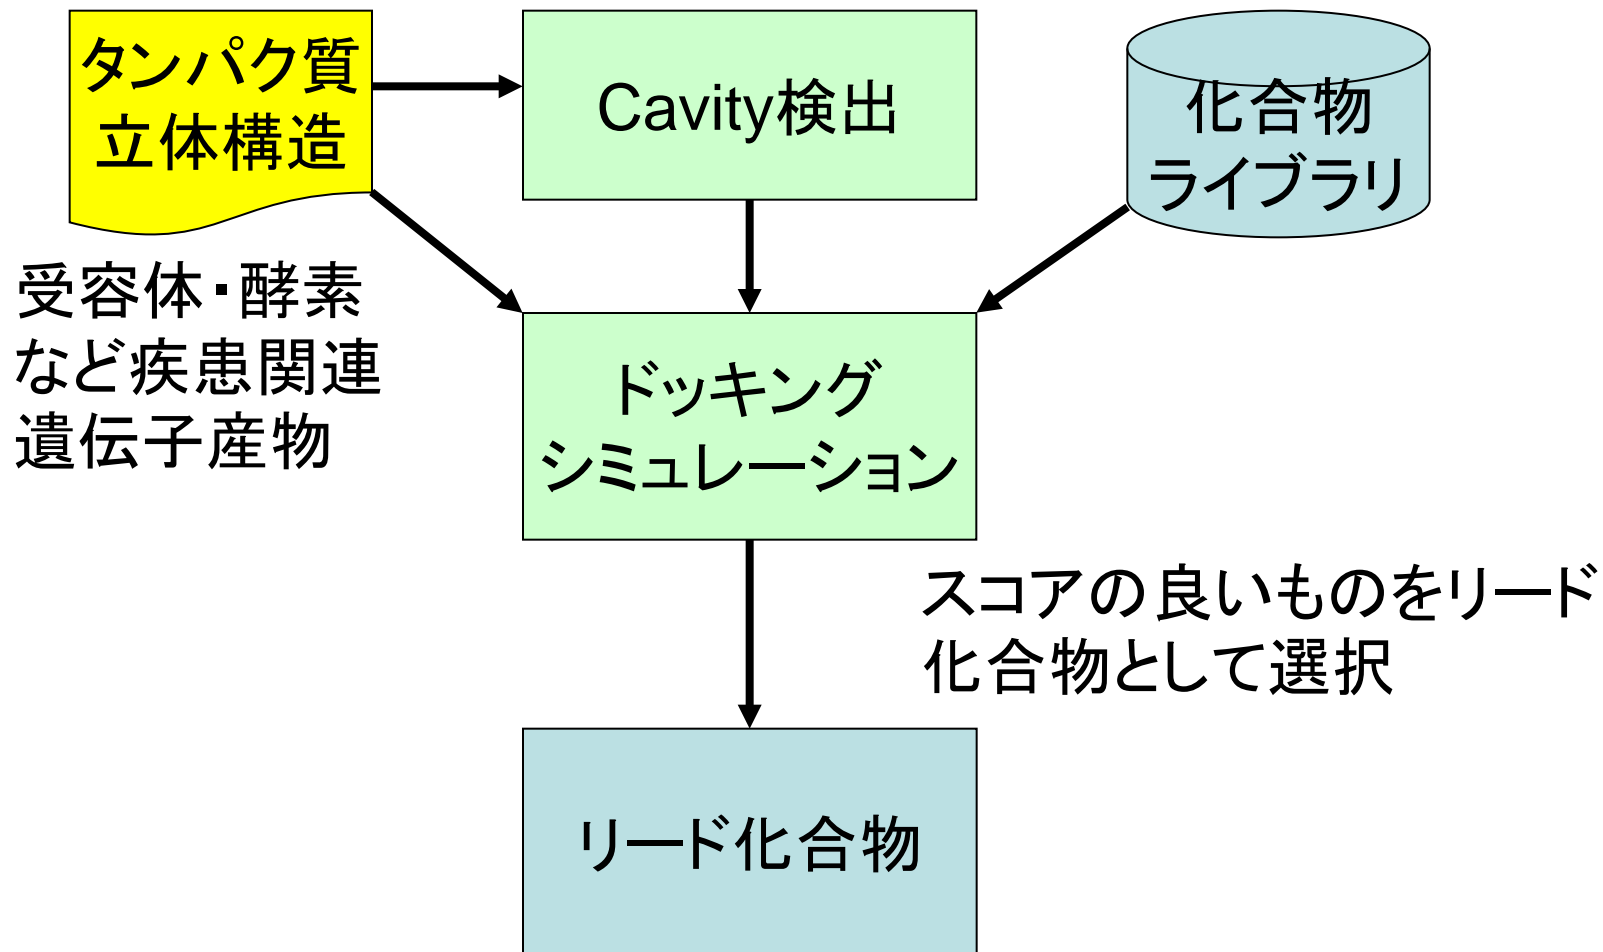 タンパク質
立体構造
Cavity検出
化合物
ライブラリ
受容体・酵素
など疾患関連
遺伝子産物
ドッキング
シミュレーション
スコアの良いものをリード
化合物として選択
リード化合物